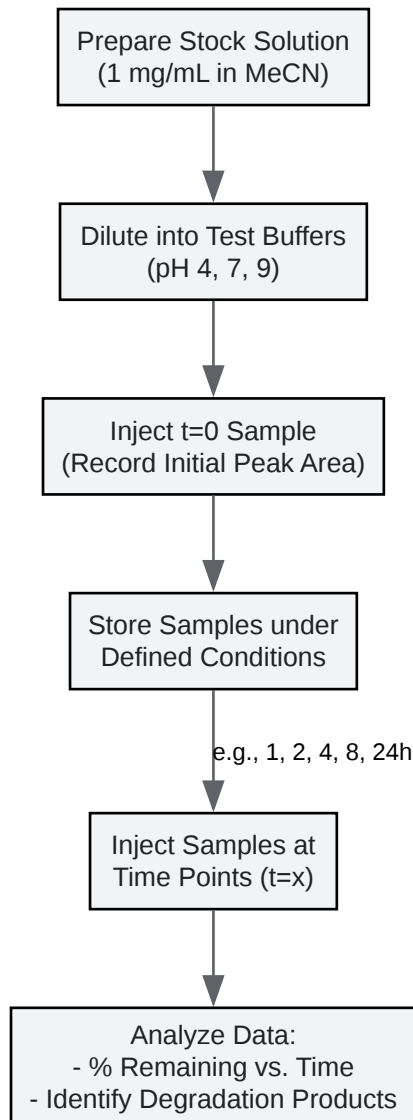 Prepare Stock Solution
(1 mg/mL in MeCN)
Dilute into Test Buffers
(pH 4, 7, 9)
Inject t=0 Sample
(Record Initial Peak Area)
Store Samples under
Defined Conditions
e.g., 1, 2, 4, 8, 24h
Inject Samples at
Time Points (t=x)
Analyze Data:
- % Remaining vs. Time
- Identify Degradation Products